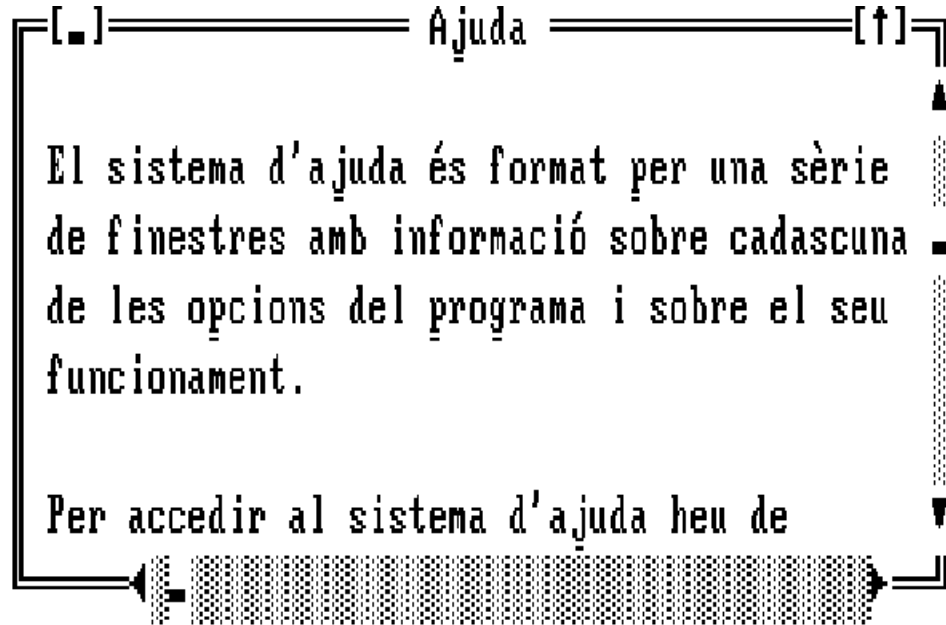 [■] Ajuda [↑]
El sistema d'ajuda és format per una sèrie
de finestres amb informació sobre cadascuna
de les opcions del programa i sobre el seu
funcionament.
Per accedir al sistema d'ajuda heu de